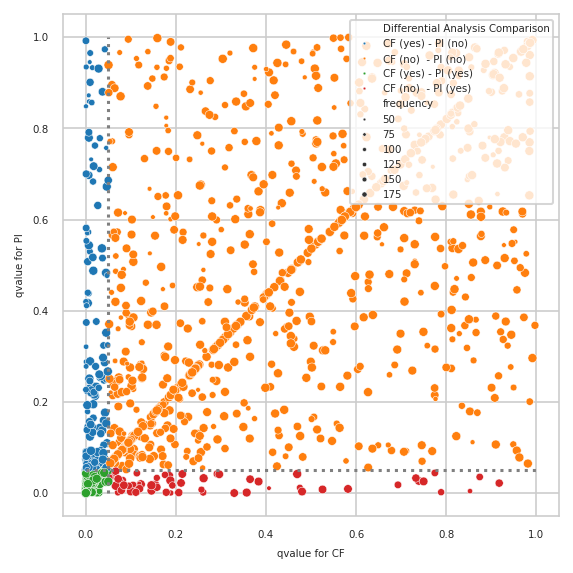 Differential Analysis Comparison
CF (yes) - PI (no)
CF (no) - PI (no)
CF (yes) - PI (yes)
CF (no) - PI (yes)
frequency
50
75
100
125
150
175
1.0
0.8
0.6
0.4
0.2
0.0
qvalue for PI
0.0 0.2 0.4 0.6 0.8 1.0
qvalue for CF